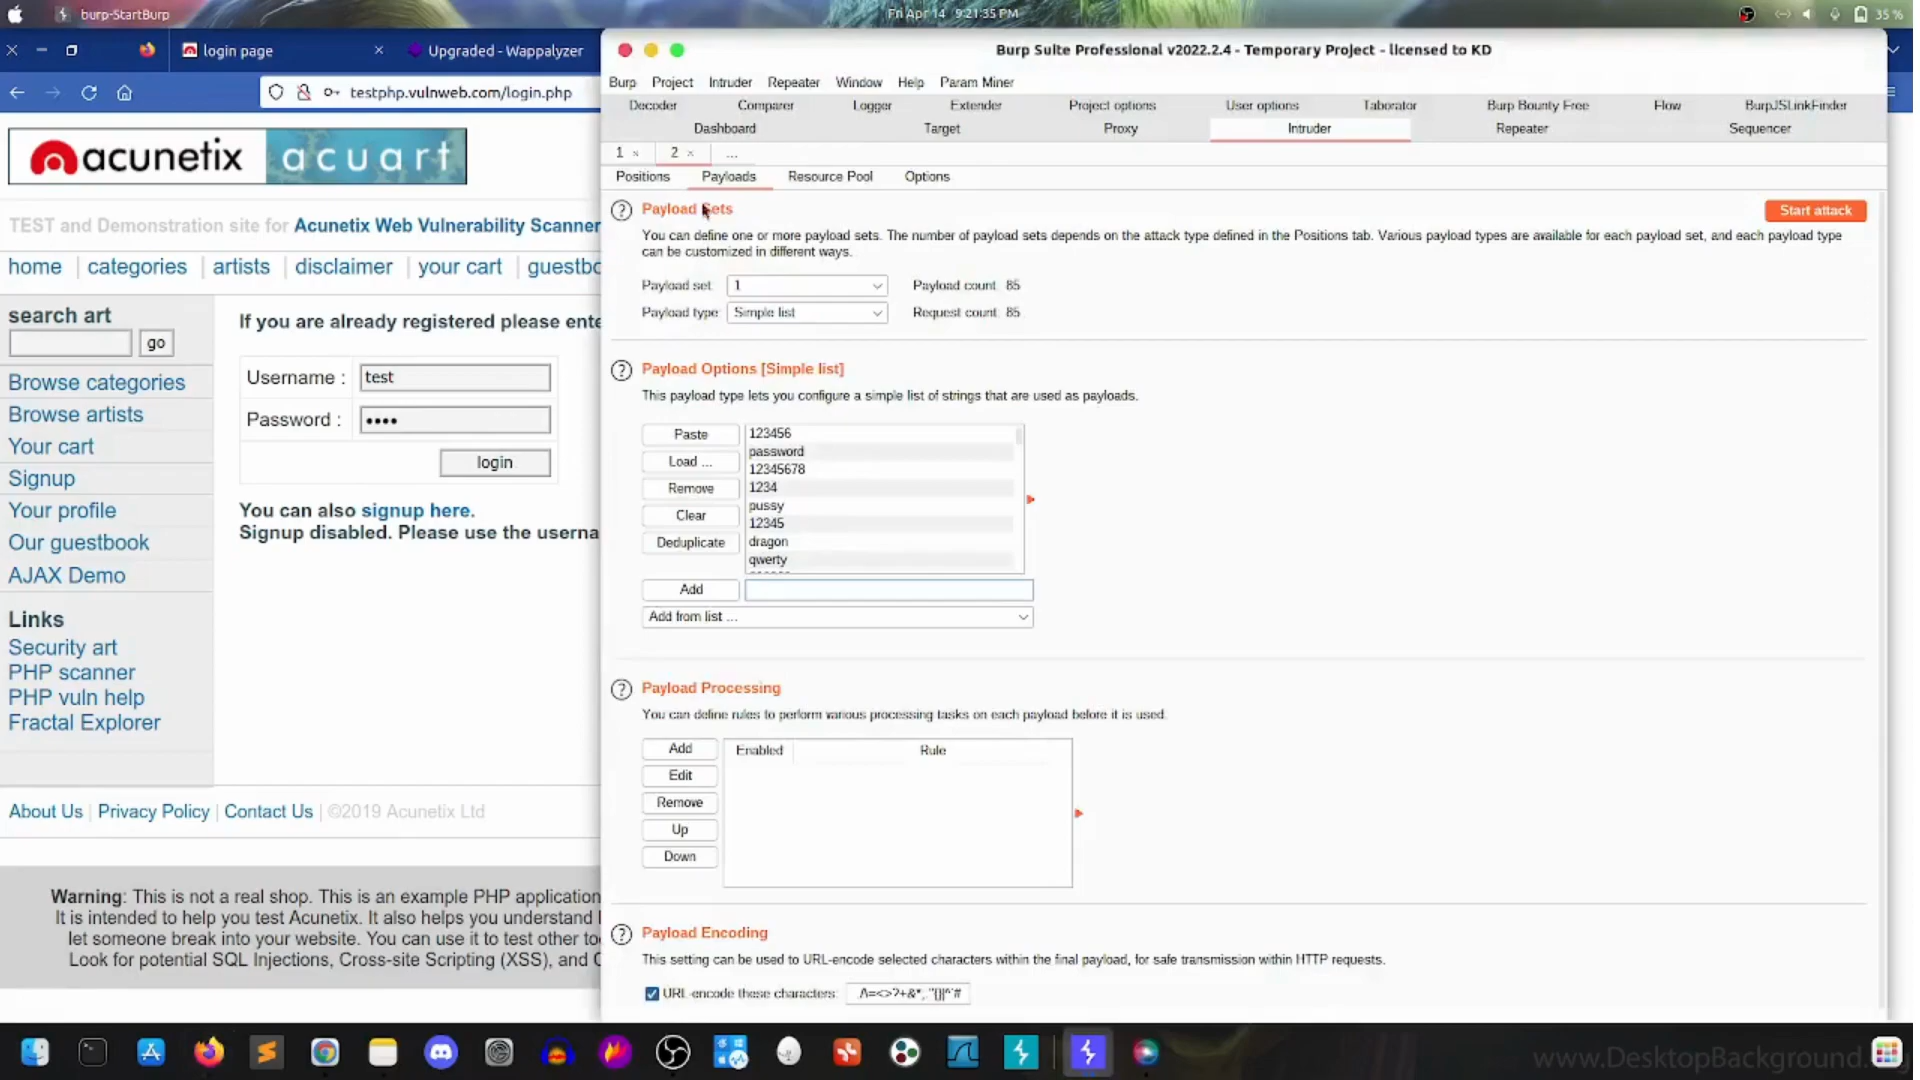 burp-StartBurp
Fri Apr 14 9:21:35 PM
35 %
login page
Upgraded - Wappalyzer
testphp.vulnweb.com/login.php
acunetix
acuart
TEST and Demonstration site for Acunetix Web Vulnerability Scanner
home
categories
artists
disclaimer
your cart
guestbo
search art
go
Browse categories
Browse artists
Your cart
Signup
Your profile
Our guestbook
AJAX Demo
Links
Security art
PHP scanner
PHP vuln help
Fractal Explorer
If you are already registered please ente
Username :
test
Password :
••••
login
You can also signup here.
Signup disabled. Please use the userna
About Us | Privacy Policy | Contact Us | ©2019 Acunetix Ltd
Warning: This is not a real shop. This is an example PHP application
It is intended to help you test Acunetix. It also helps you understand
let someone break into your website. You can use it to test other to
Look for potential SQL Injections, Cross-site Scripting (XSS), and C
Burp Suite Professional v2022.2.4 - Temporary Project - licensed to KD
Burp Project Intruder Repeater Window Help Param Miner
Decoder Comparer Logger Extender Project options User options Taborator Burp Bounty Free Flow BurpJSLinkFinder
Dashboard Target Proxy Intruder Repeater Sequencer
1 × 2 × ...
Positions Payloads Resource Pool Options
? Payload Sets
Start attack
You can define one or more payload sets. The number of payload sets depends on the attack type defined in the Positions tab. Various payload types are available for each payload set, and each payload type
can be customized in different ways.
Payload set: 1 Payload count: 85
Payload type: Simple list Request count: 85
? Payload Options [Simple list]
This payload type lets you configure a simple list of strings that are used as payloads.
Paste
Load ...
Remove
Clear
Deduplicate
123456
password
12345678
1234
pussy
12345
dragon
qwerty
Add
Add from list ...
? Payload Processing
You can define rules to perform various processing tasks on each payload before it is used.
Add
Edit
Remove
Up
Down
Enabled Rule
? Payload Encoding
This setting can be used to URL-encode selected characters within the final payload, for safe transmission within HTTP requests.
URL-encode these characters:
www.DesktopBackground.